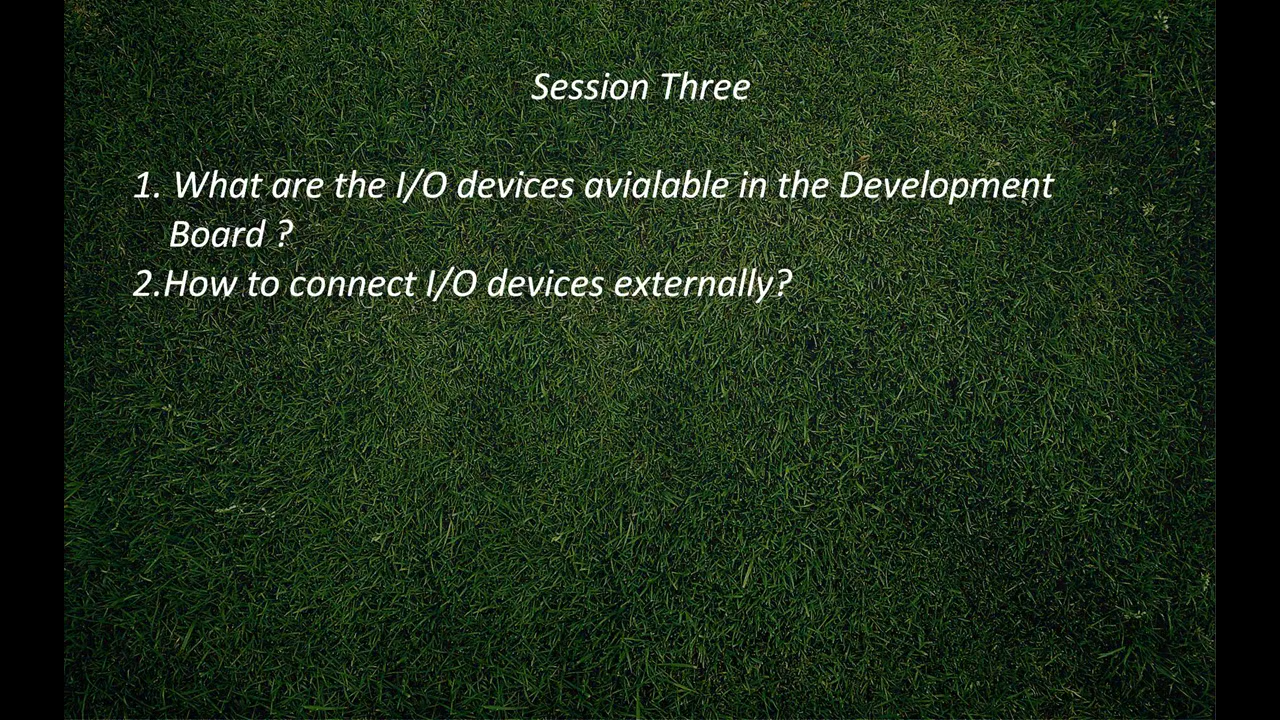 Session Three
1. What are the I/O devices avialable in the Development
Board ?
2.How to connect I/O devices externally?